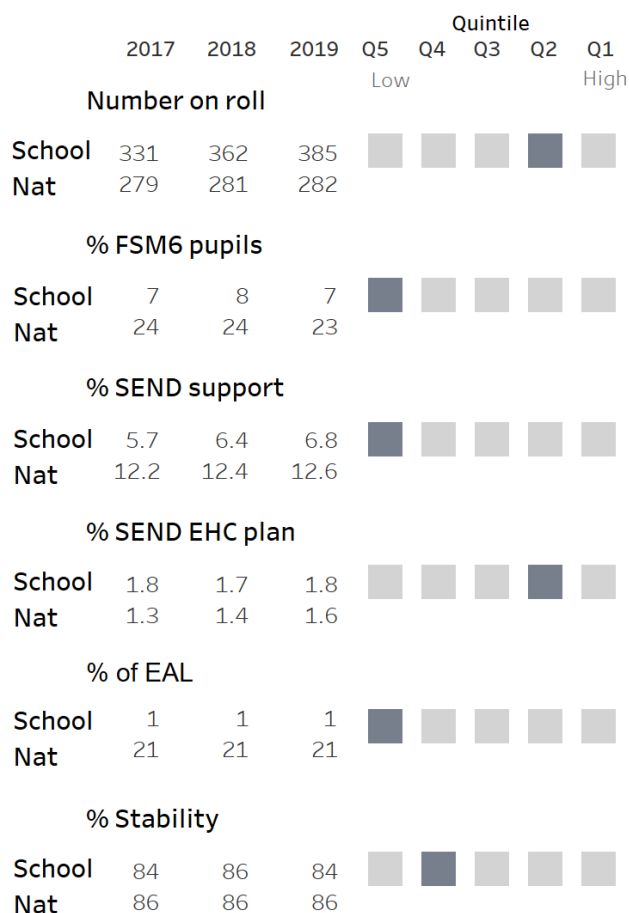 Quintile
2017 2018 2019 Q5 Q4 Q3 Q2 Q1
Low High
Number on roll
School 331 362 385
Nat 279 281 282
% FSM6 pupils
School 7 8 7
Nat 24 24 23
% SEND support
School 5.7 6.4 6.8
Nat 12.2 12.4 12.6
% SEND EHC plan
School 1.8 1.7 1.8
Nat 1.3 1.4 1.6
% of EAL
School 1 1 1
Nat 21 21 21
% Stability
School 84 86 84
Nat 86 86 86